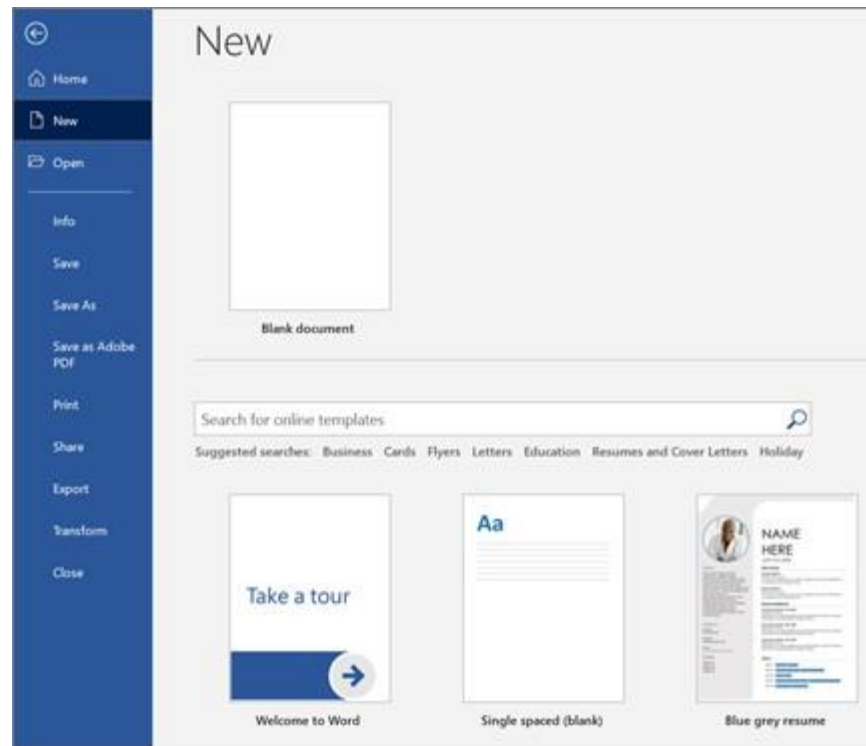 New
Home
New
Open
Info
Save
Save As
Save as Adobe
PDF
Print
Share
Export
Transform
Close
Blank document
Search for online templates
Suggested searches: Business Cards Flyers Letters Education Resumes and Cover Letters Holiday
Take a tour
Aa
NAME
HERE
Welcome to Word
Single spaced (blank)
Blue grey resume